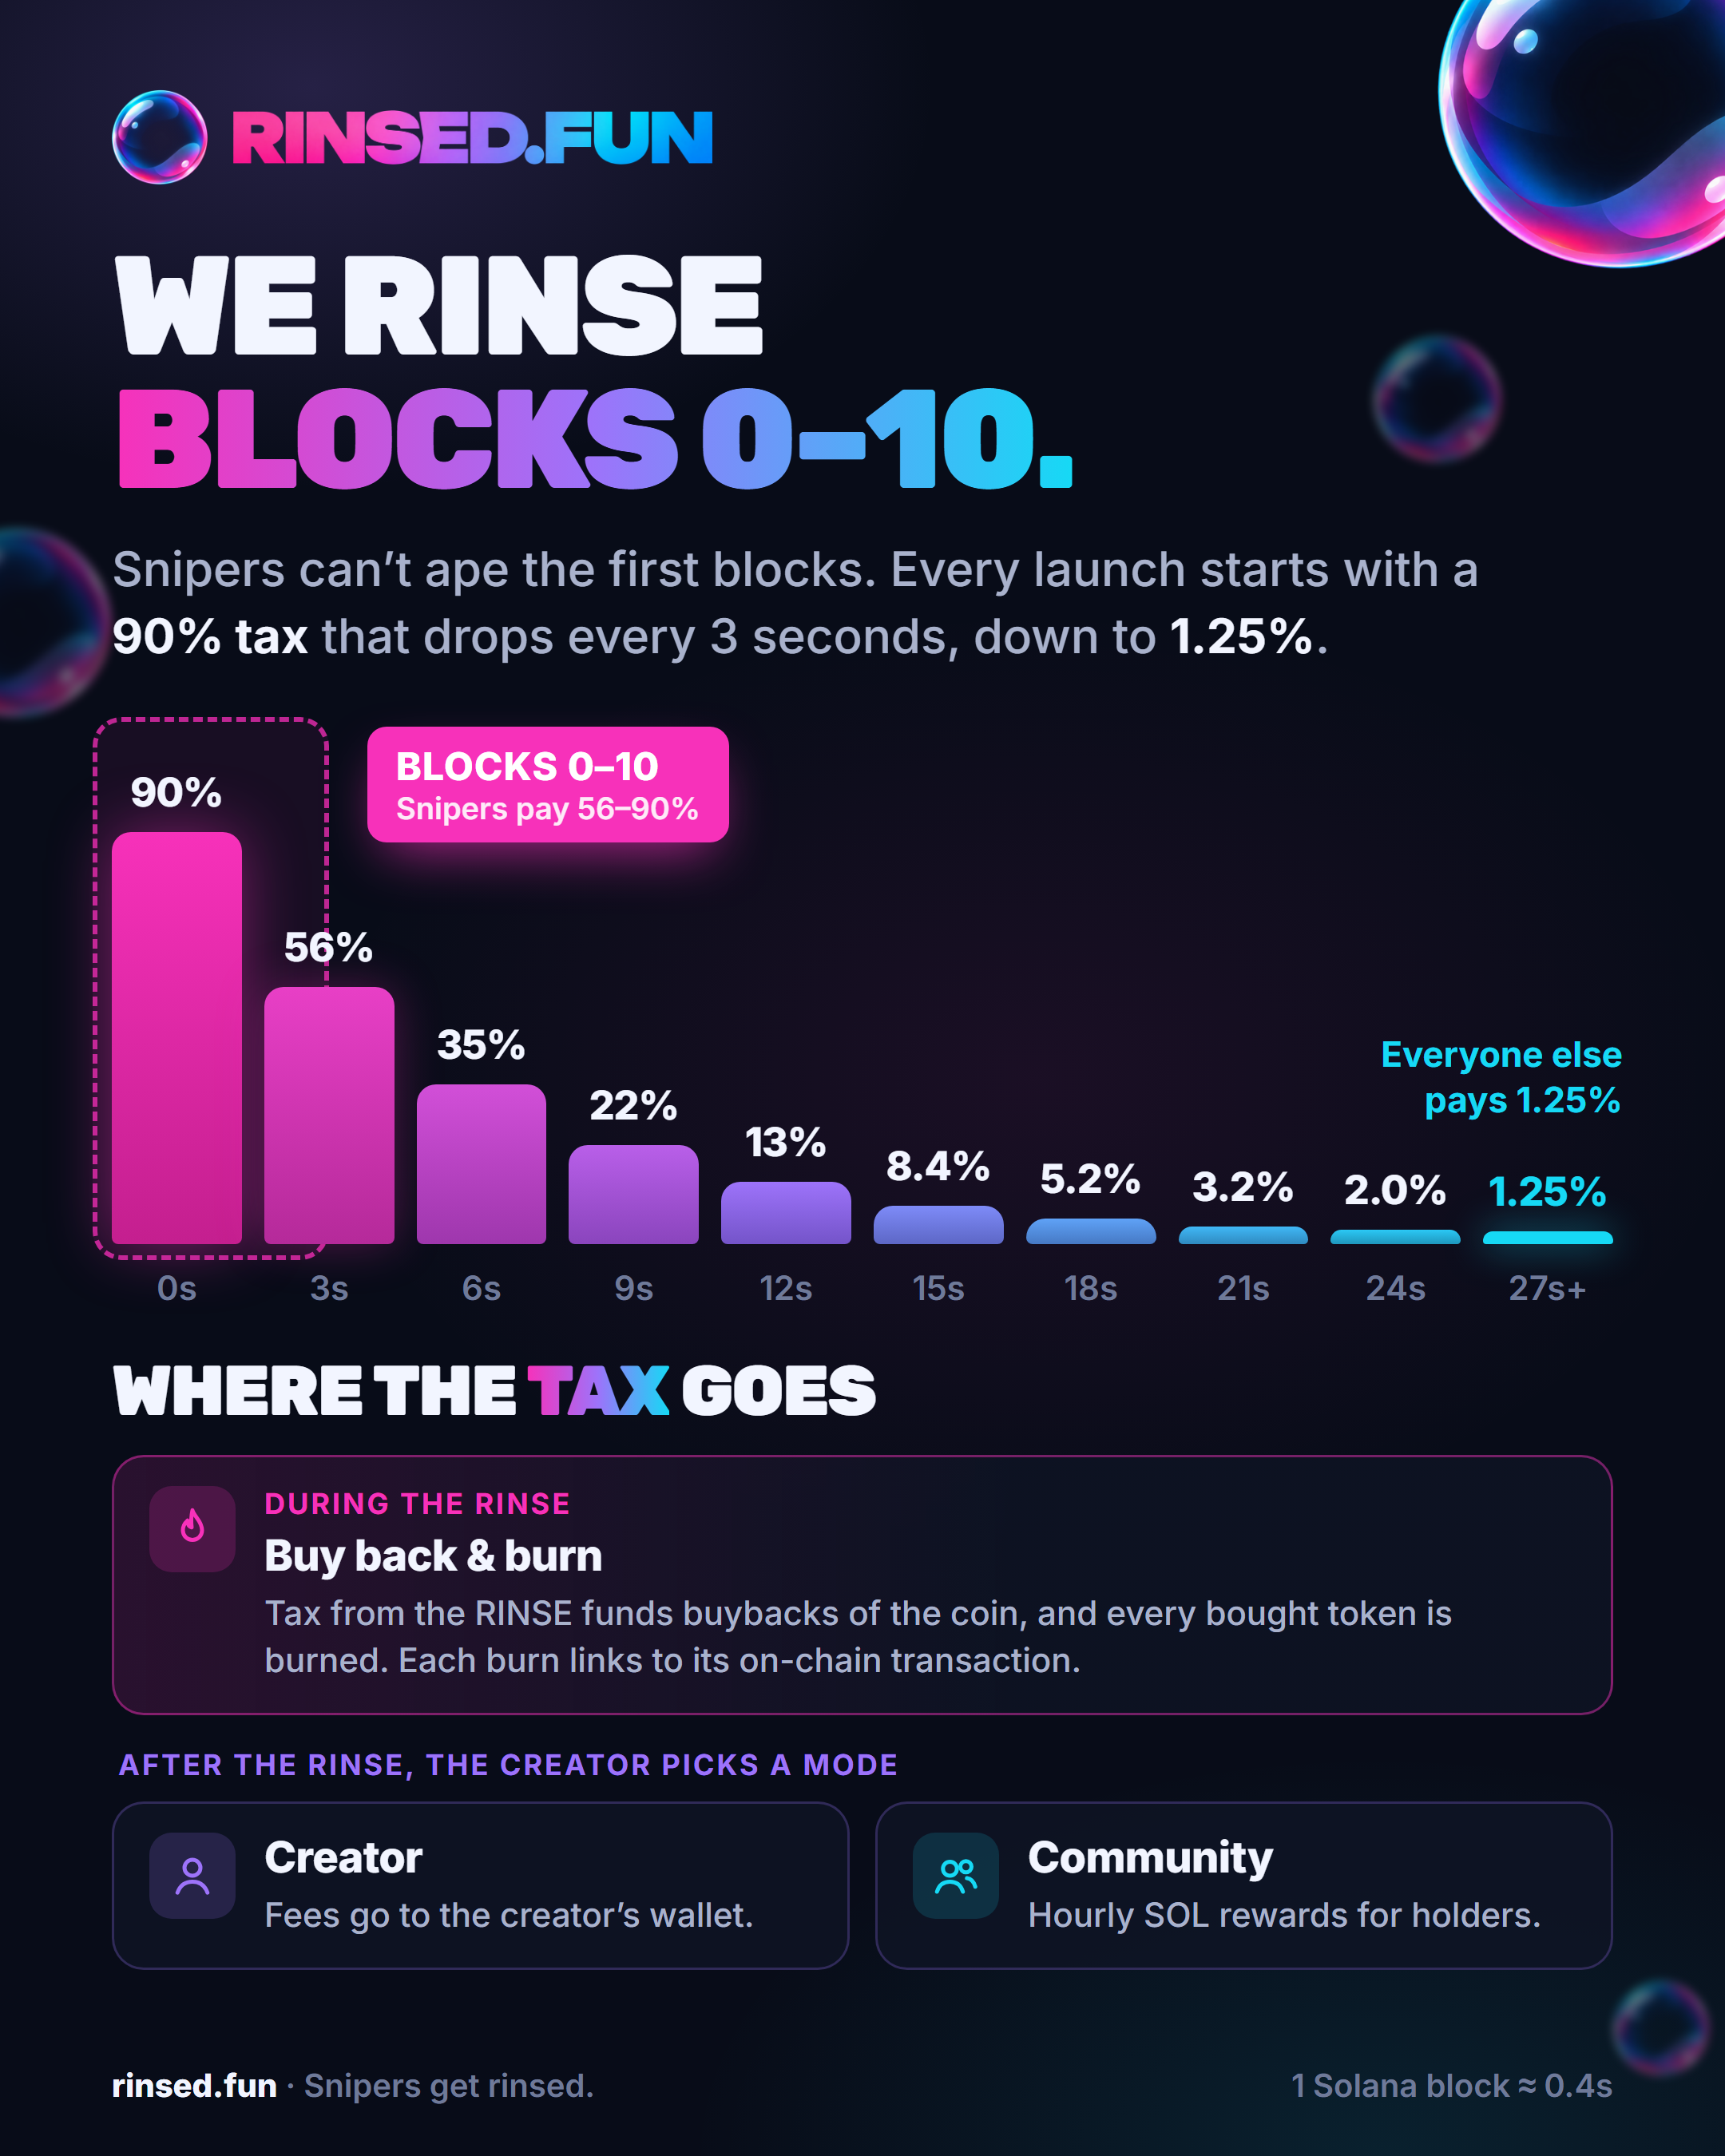 RINSED.FUN
WE RINSE
BLOCKS 0–10.
Snipers can’t ape the first blocks. Every launch starts with a
90% tax that drops every 3 seconds, down to 1.25%.
BLOCKS 0–10
Snipers pay 56–90%
90%
56%
35%
22%
13%
8.4%
5.2%
3.2%
2.0%
1.25%
Everyone else
pays 1.25%
0s
3s
6s
9s
12s
15s
18s
21s
24s
27s+
WHERE THE TAX GOES
DURING THE RINSE
Buy back & burn
Tax from the RINSE funds buybacks of the coin, and every bought token is
burned. Each burn links to its on-chain transaction.
AFTER THE RINSE, THE CREATOR PICKS A MODE
Creator
Fees go to the creator’s wallet.
Community
Hourly SOL rewards for holders.
rinsed.fun · Snipers get rinsed.
1 Solana block ≈ 0.4s